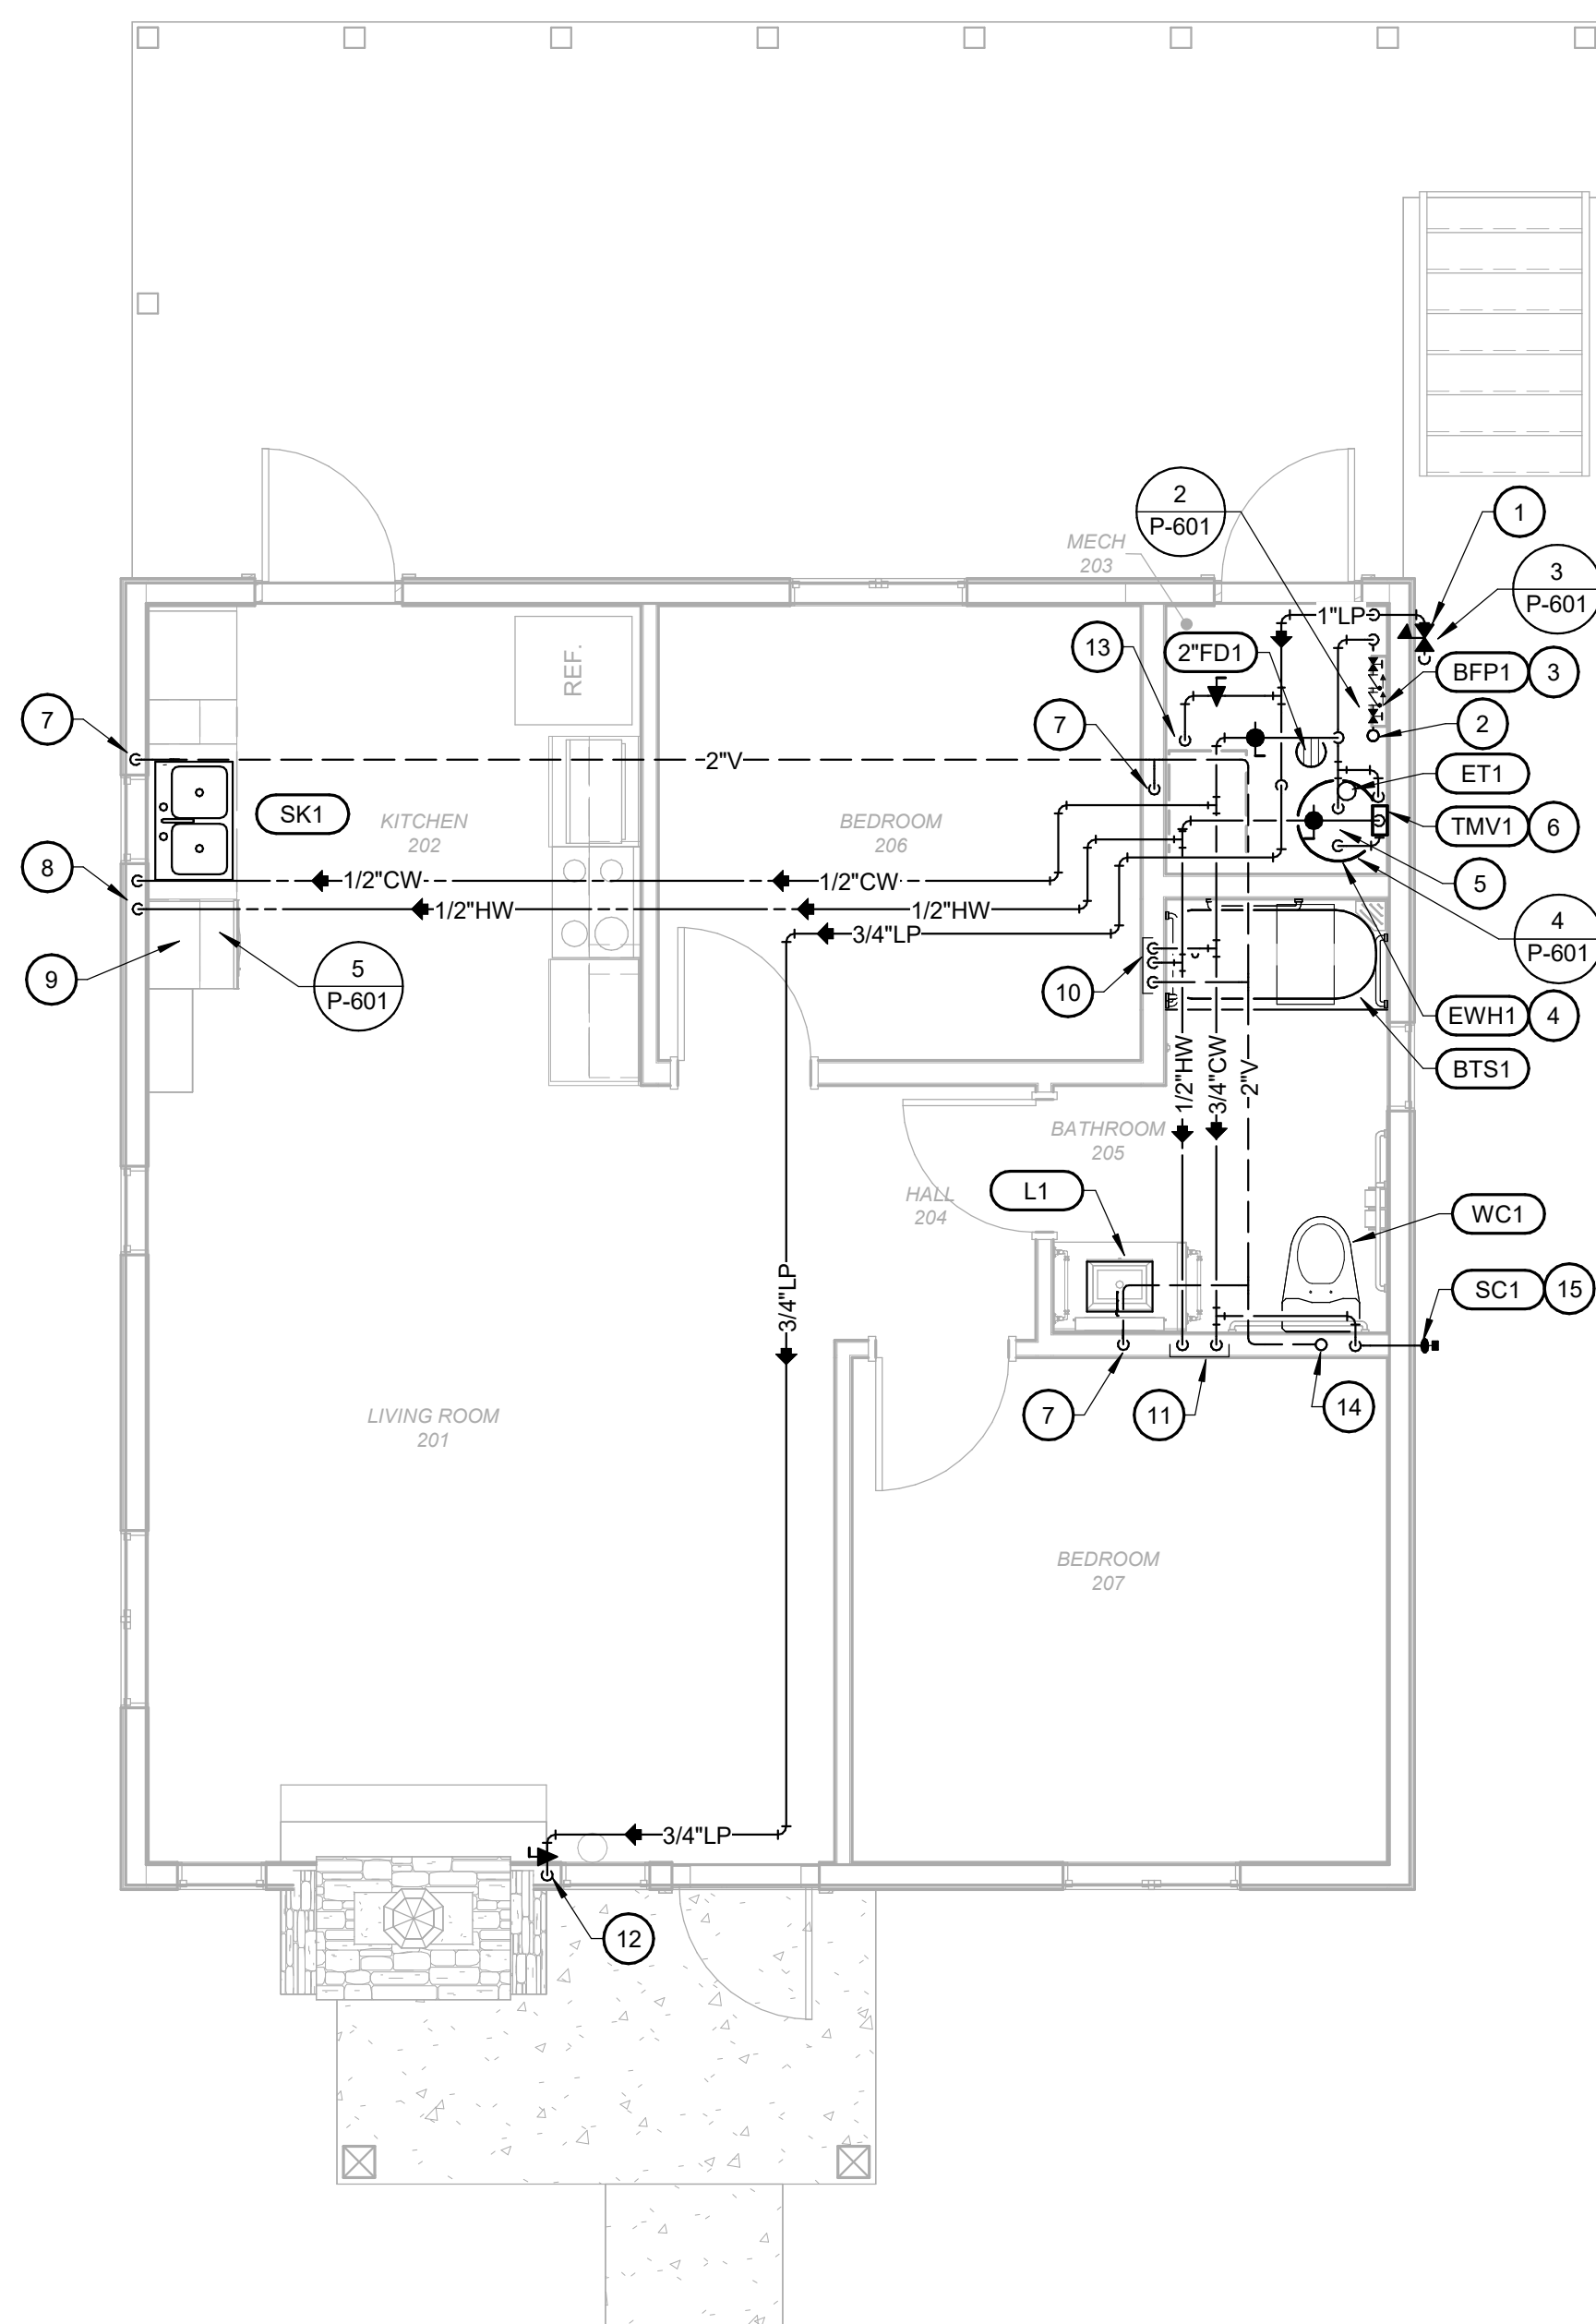 2
P-601
1
MECH
203
3
P-601
1"LP
13
2"FD1
BFP1
3
REF.
7
7
2
2"V
ET1
SK1
KITCHEN
202
BEDROOM
206
TMV1
6
8
1/2"CW
1/2"CW
5
1/2"HW
1/2"HW
3/4"LP
4
P-601
9
5
P-601
10
EWH1
4
BTS1
1/2"HW
3/4"CW
2"V
BATHROOM
205
L1
HALL
204
WC1
3/4"LP
SC1
15
7
11
14
LIVING ROOM
201
BEDROOM
207
3/4"LP
12